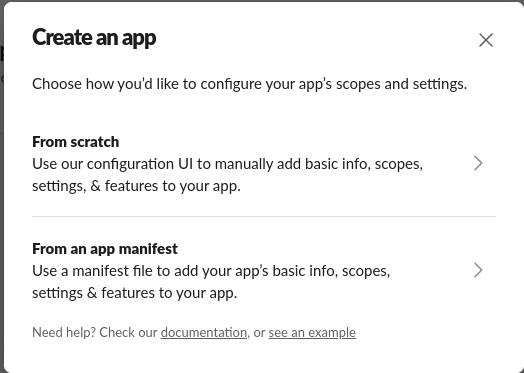 Create an app
Choose how you’d like to configure your app’s scopes and settings.
From scratch
Use our configuration UI to manually add basic info, scopes,
settings, & features to your app.
From an app manifest
Use a manifest file to add your app’s basic info, scopes,
settings & features to your app.
Need help? Check our documentation, or see an example